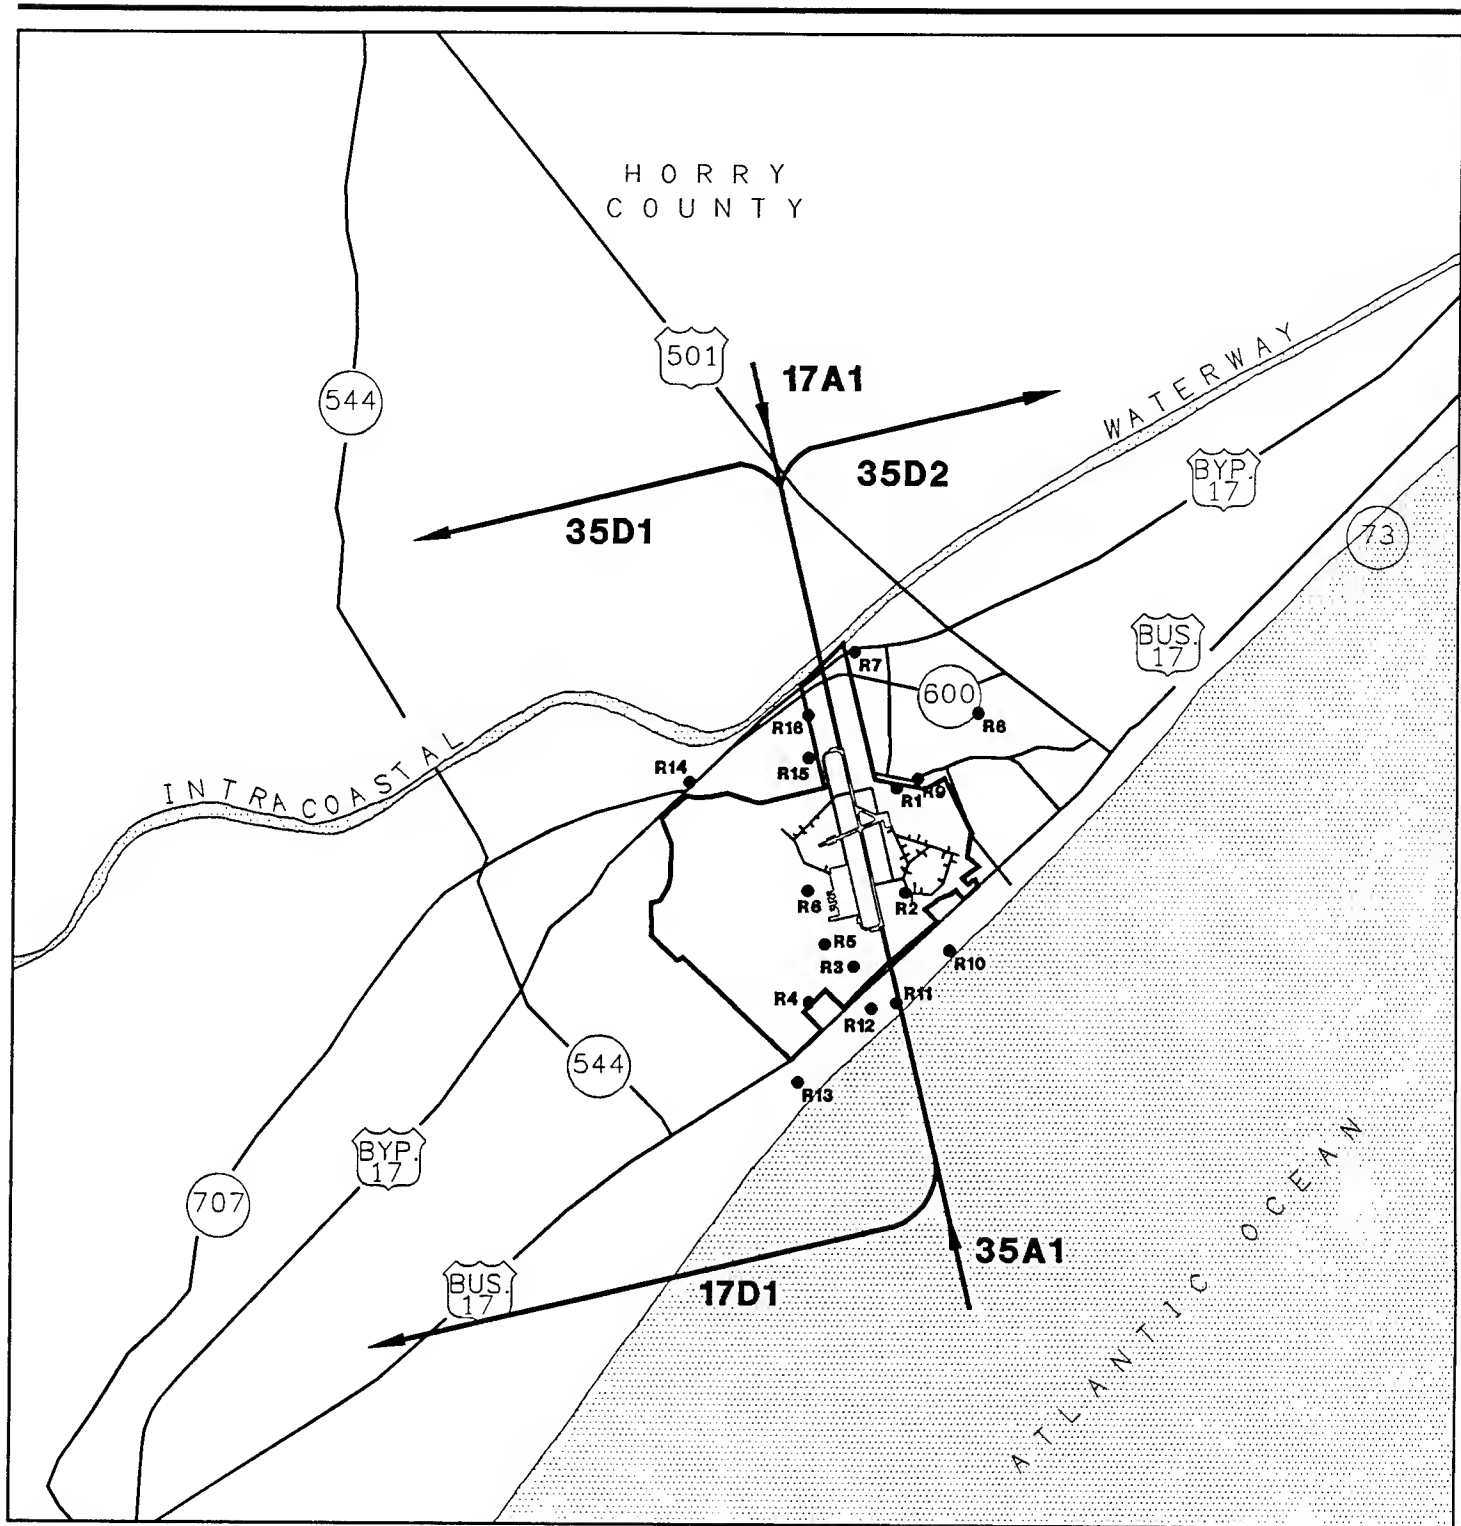 HORRY
COUNTY
501
17A1
544
WATERWAY
35D2
BYP.
17
35D1
73
BUS.
17
R7
600
R8
R16
INTRACOASTAL
R14
R15
R9
R1
R6
R2
R5
R10
R3
R4
R11
R12
544
R13
BYP.
17
ATLANTIC OCEAN
707
35A1
BUS.
17
17D1